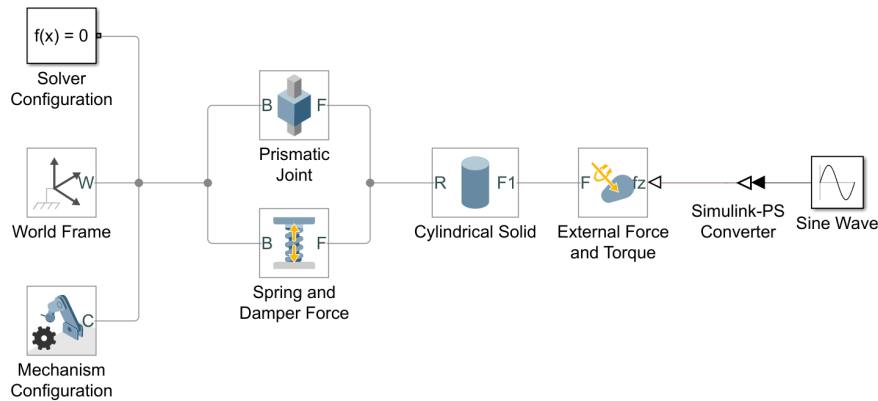 f(x) = 0
Solver
Configuration
W
World Frame
C
Mechanism
Configuration
B F
Prismatic
Joint
B F
Spring and
Damper Force
R F1
Cylindrical Solid
F fz
External Force
and Torque
Simulink-PS
Converter
Sine Wave